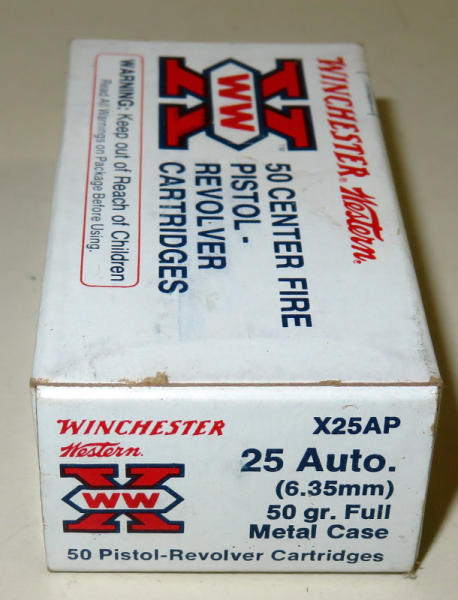 WINCHESTER® Western®
X
WW
™
50 CENTER FIRE
PISTOL-
REVOLVER
CARTRIDGES
WARNING: Keep out of Reach of Children
Read All Warnings on Package Before Using.
WINCHESTER
Western®
X
WW
X25AP
25 Auto.
(6.35mm)
50 gr. Full
Metal Case
50 Pistol-Revolver Cartridges